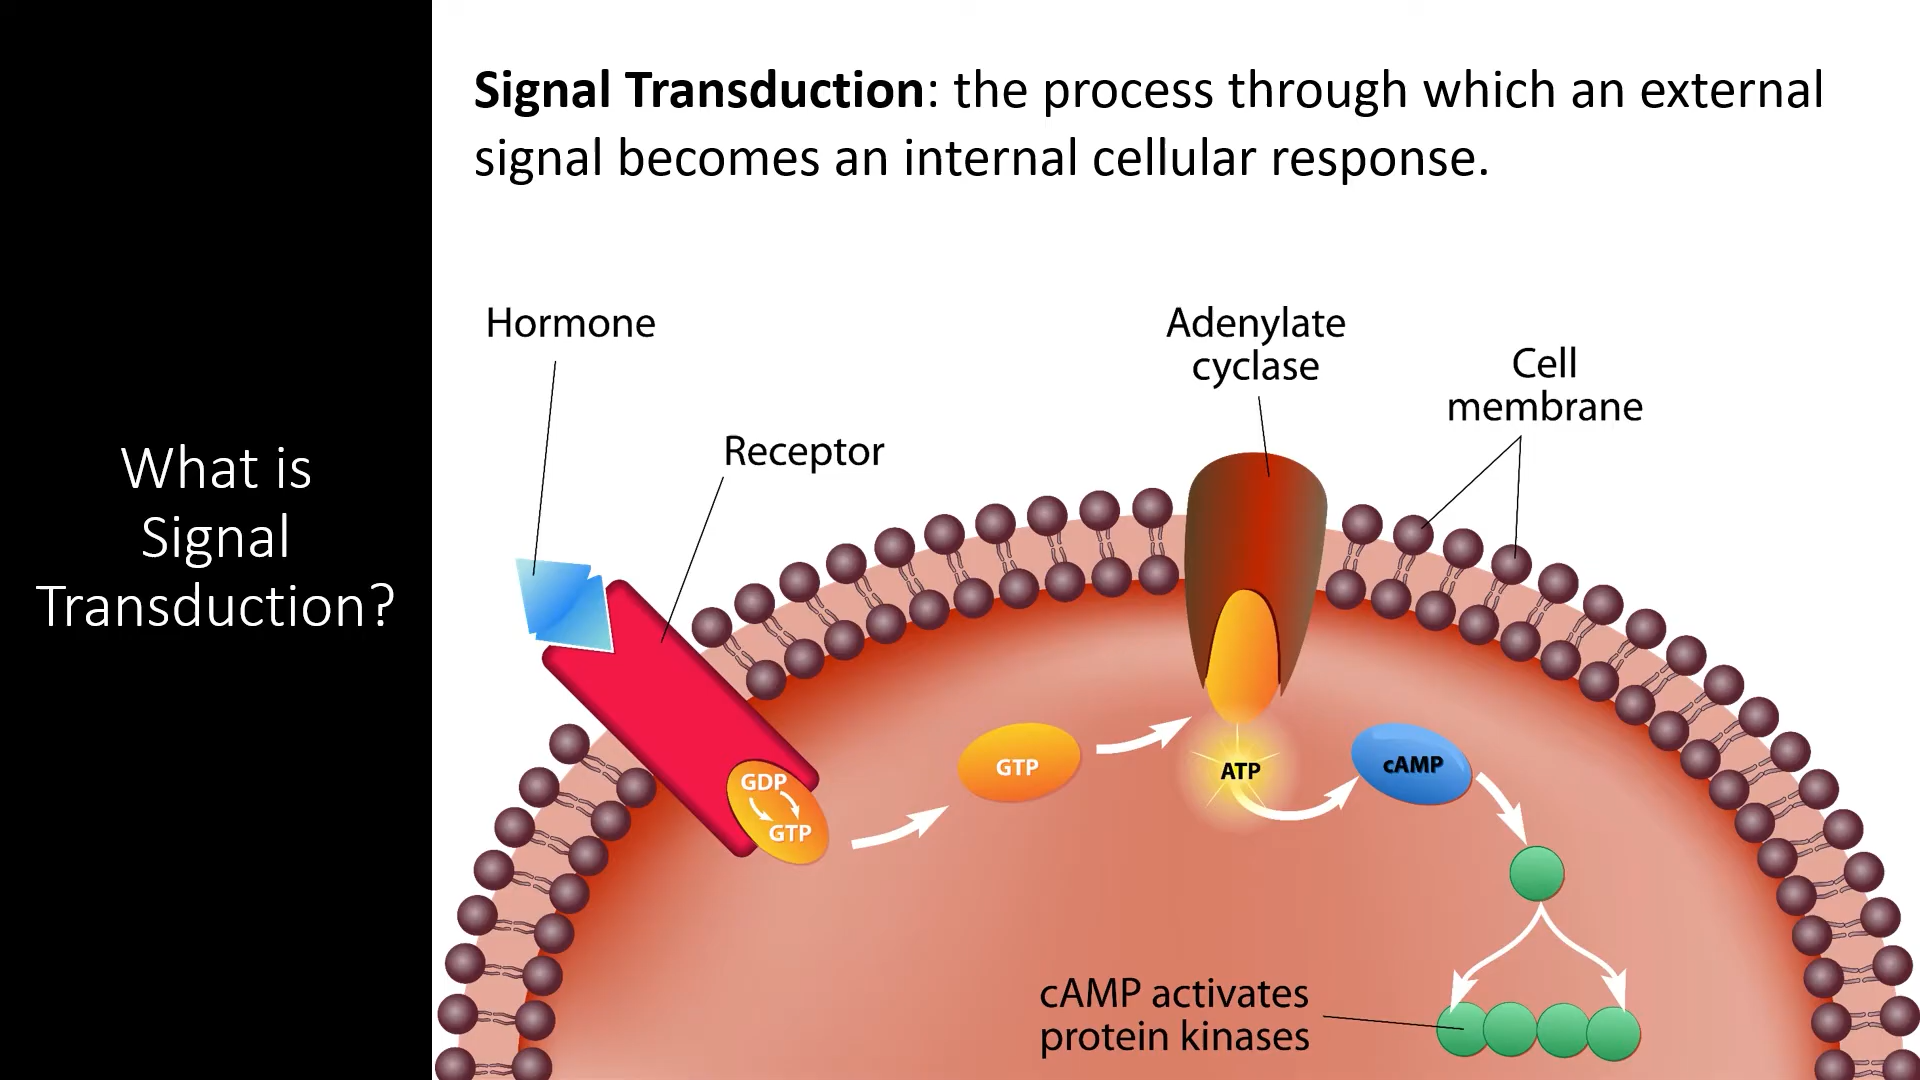 What is
Signal
Transduction?
Signal Transduction: the process through which an external
signal becomes an internal cellular response.
Hormone
Receptor
Adenylate
cyclase
Cell
membrane
GDP
GTP
GTP
ATP
cAMP
cAMP activates
protein kinases